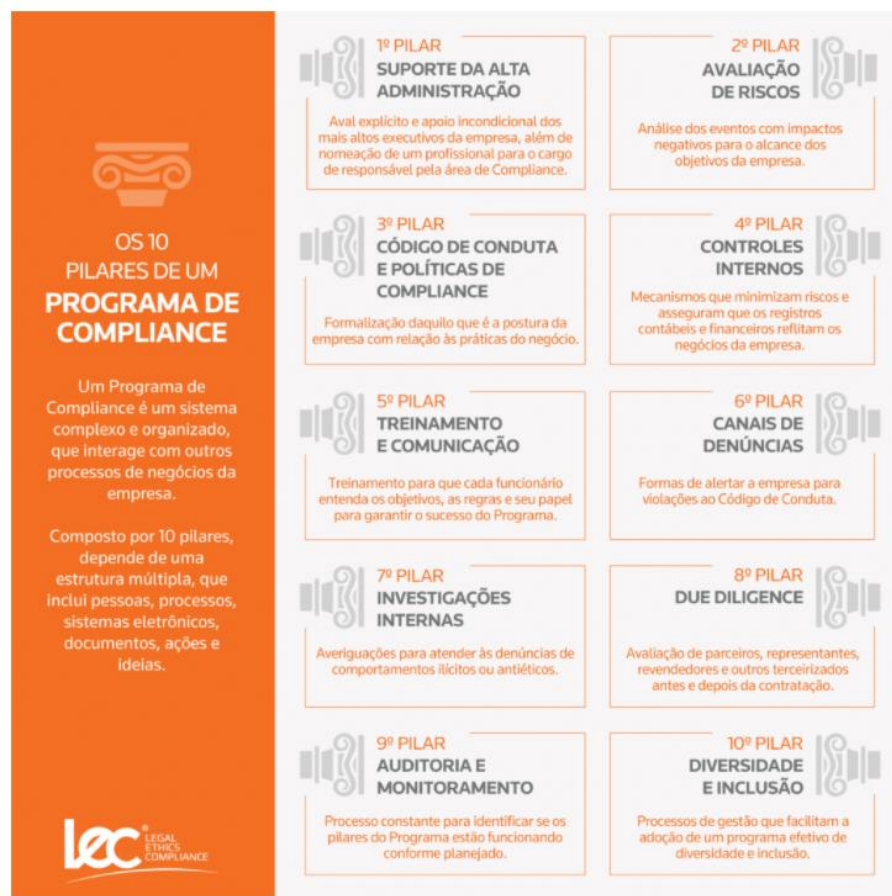 OS 10
PILARES DE UM
PROGRAMA DE
COMPLIANCE
Um Programa de
Compliance é um sistema
complexo e organizado,
que interage com outros
processos de negócios da
empresa.
Composto por 10 pilares,
depende de uma
estrutura múltipla, que
inclui pessoas, processos,
sistemas eletrônicos,
documentos, ações e
ideias.
LEC®
LEGAL
ETHICS
COMPLIANCE
1º PILAR
SUPORTE DA ALTA
ADMINISTRAÇÃO
Aval explícito e apoio incondicional dos
mais altos executivos da empresa, além de
nomeação de um profissional para o cargo
de responsável pela área de Compliance.
2º PILAR
AVALIAÇÃO
DE RISCOS
Análise dos eventos com impactos
negativos para o alcance dos
objetivos da empresa.
3º PILAR
CÓDIGO DE CONDUTA
E POLÍTICAS DE
COMPLIANCE
Formalização daquilo que é a postura da
empresa com relação às práticas do negócio.
4º PILAR
CONTROLES
INTERNOS
Mecanismos que minimizam riscos e
asseguram que os registros
contábeis e financeiros reflitam os
negócios da empresa.
5º PILAR
TREINAMENTO
E COMUNICAÇÃO
Treinamento para que cada funcionário
entenda os objetivos, as regras e seu papel
para garantir o sucesso do Programa.
6º PILAR
CANAIS DE
DENÚNCIAS
Formas de alertar a empresa para
violações ao Código de Conduta.
7º PILAR
INVESTIGAÇÕES
INTERNAS
Averiguações para atender às denúncias de
comportamentos ilícitos ou antiéticos.
8º PILAR
DUE DILIGENCE
Avaliação de parceiros, representantes,
revendedores e outros terceirizados
antes e depois da contratação.
9º PILAR
AUDITORIA E
MONITORAMENTO
Processo constante para identificar se os
pilares do Programa estão funcionando
conforme planejado.
10º PILAR
DIVERSIDADE
E INCLUSÃO
Processos de gestão que facilitam a
adoção de um programa efetivo de
diversidade e inclusão.